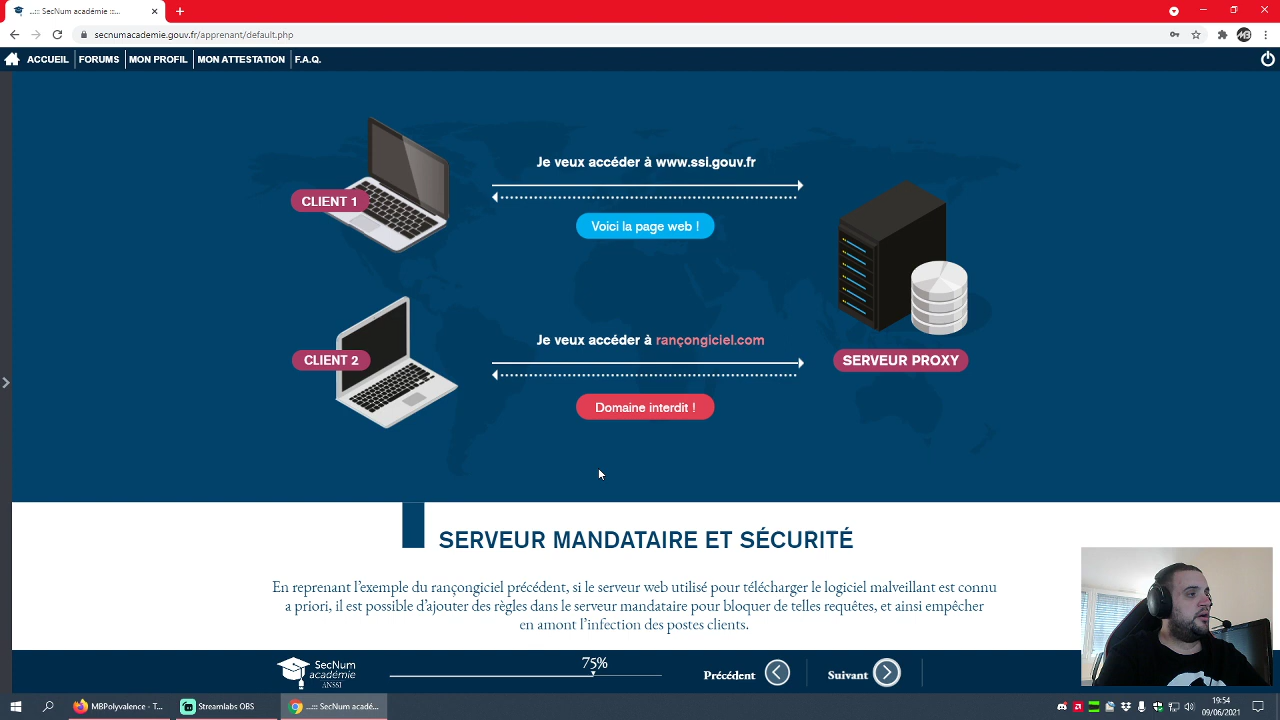 ..:: SecNum académie ::...
secnumacademie.gouv.fr/apprenant/default.php
ACCUEIL FORUMS MON PROFIL MON ATTESTATION F.A.Q.
Je veux accéder à www.ssi.gouv.fr
CLIENT 1
Voici la page web !
Je veux accéder à rançongiciel.com
CLIENT 2
SERVEUR PROXY
Domaine interdit !
SERVEUR MANDATAIRE ET SÉCURITÉ
En reprenant l'exemple du rançongiciel précédent, si le serveur web utilisé pour télécharger le logiciel malveillant est connu
a priori, il est possible d'ajouter des règles dans le serveur mandataire pour bloquer de telles requêtes, et ainsi empêcher
en amont l'infection des postes clients.
SecNum
académie
ANSSI
75%
Précédent
Suivant
MBPolyvalence - T...
Streamlabs OBS
..:: SecNum acadé...
19:54
09/06/2021